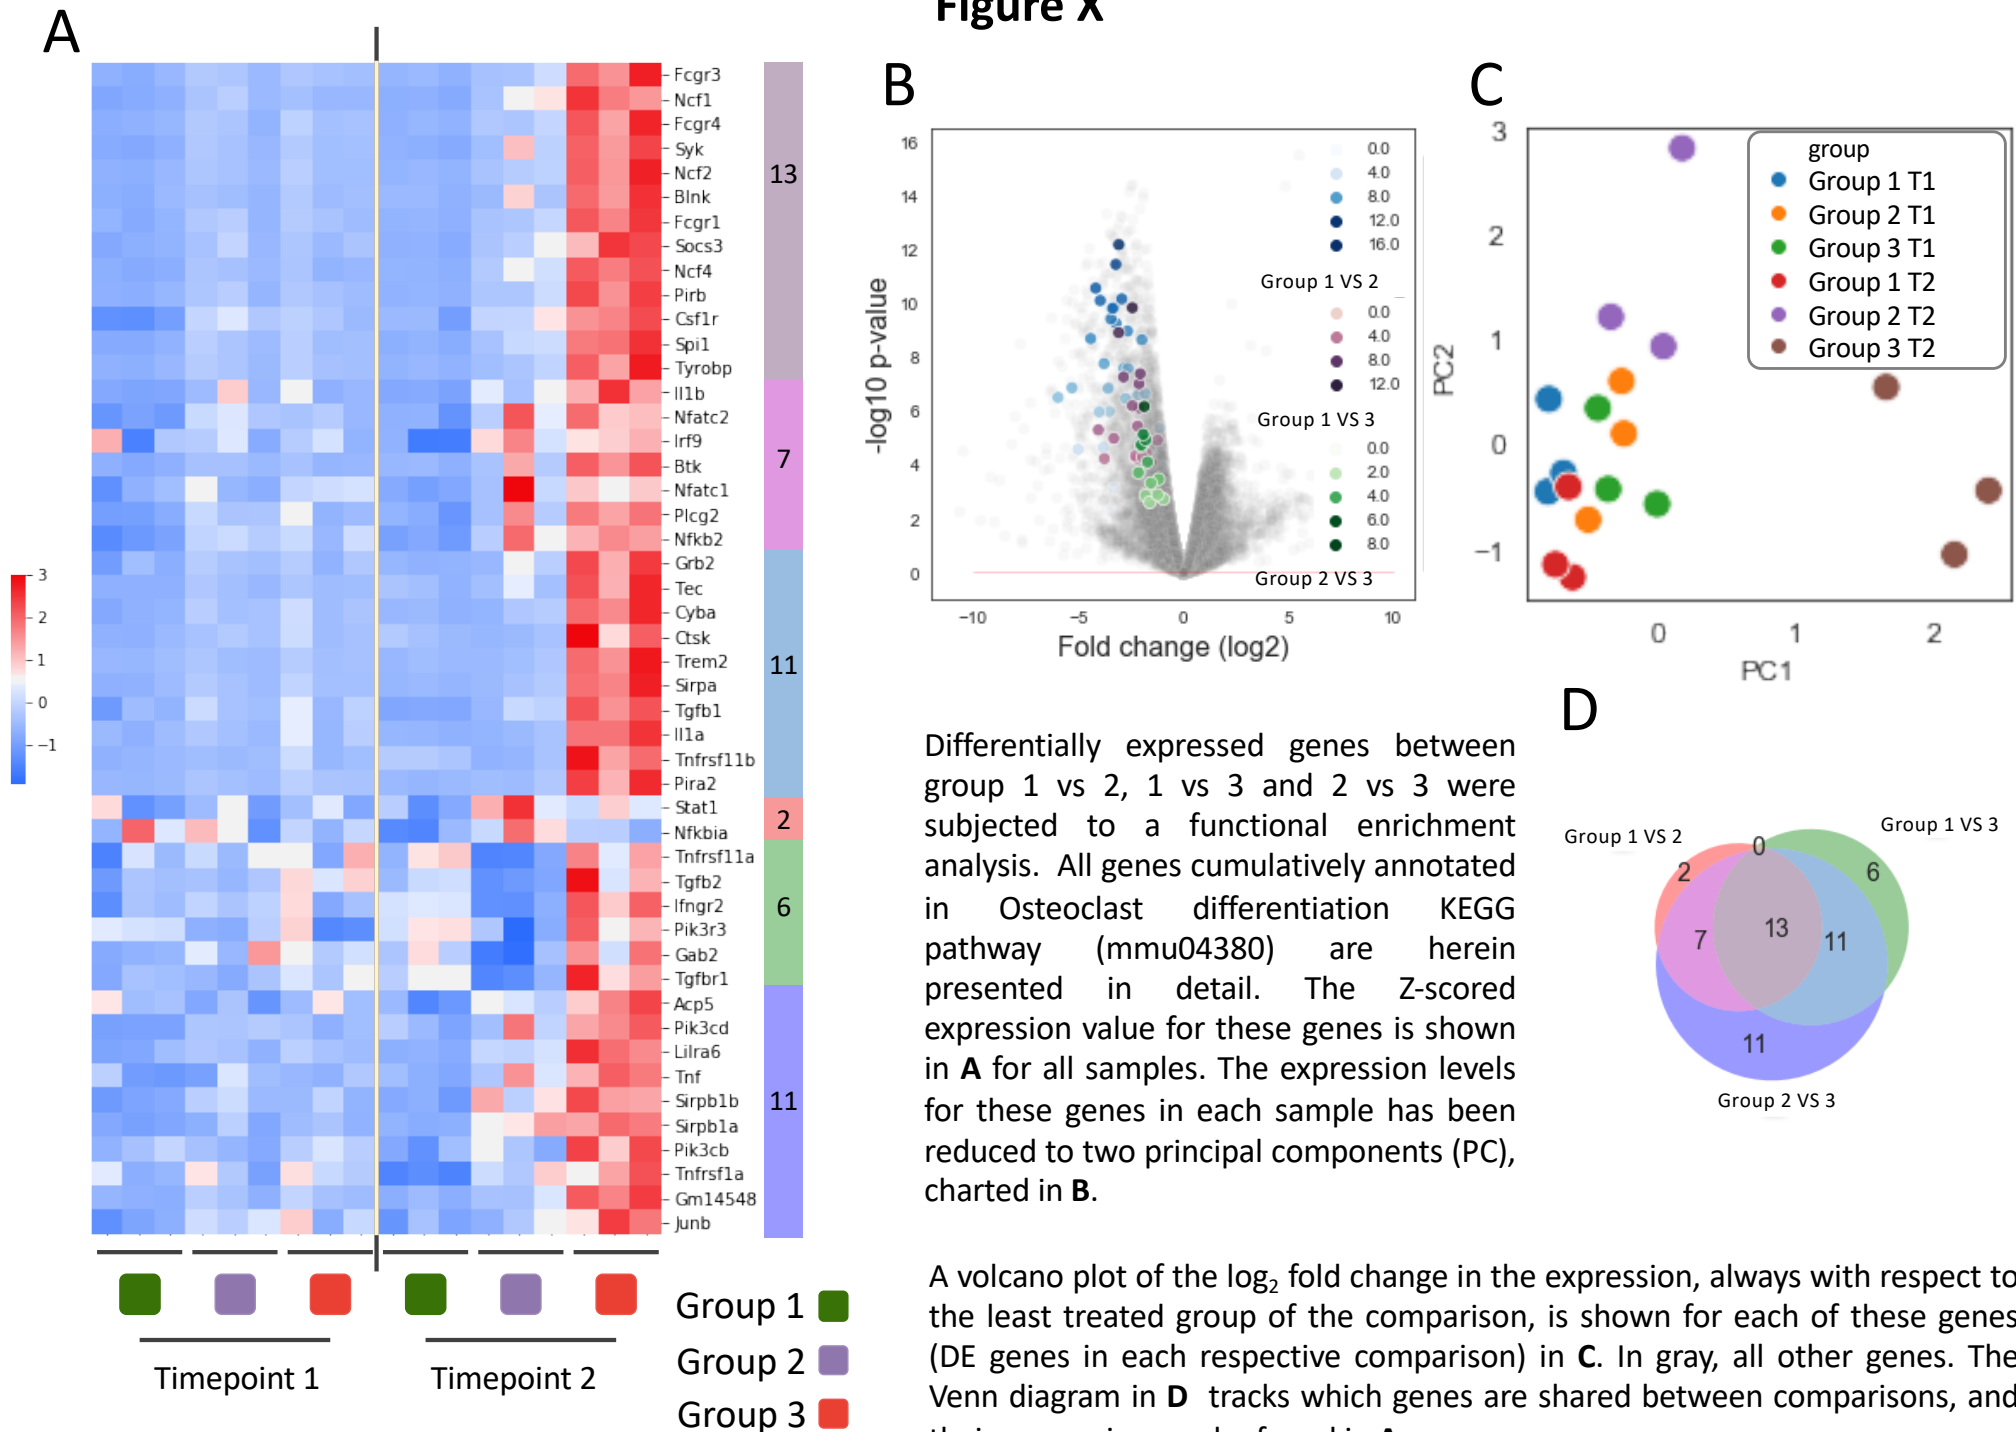 Figure X
A
Fcgr3
Ncf1
Fcgr4
Syk
Ncf2
Blnk
Fcgr1
Socs3
Ncf4
Pirb
Csf1r
Spi1
Tyrobp
Il1b
Nfatc2
Irf9
Btk
Nfatc1
Plcg2
Nfkb2
Grb2
Tec
Cyba
Ctsk
Trem2
Sirpa
Tgfb1
Il1a
Tnfrsf11b
Pira2
Stat1
Nfkbia
Tnfrsf11a
Tgfb2
Ifngr2
Pik3r3
Gab2
Tgfbr1
Acp5
Pik3cd
Lilra6
Tnf
Sirpb1b
Sirpb1a
Pik3cb
Tnfrsf1a
Gm14548
Junb
13
7
11
2
6
11
3
2
1
0
−1
Timepoint 1
Timepoint 2
Group 1
Group 2
Group 3
B
16
14
12
10
8
6
4
2
0
-log10 p-value
−10
−5
0
5
10
Fold change (log2)
0.0
4.0
8.0
12.0
16.0
Group 1 VS 2
0.0
4.0
8.0
12.0
Group 1 VS 3
0.0
2.0
4.0
6.0
8.0
Group 2 VS 3
C
3
2
1
0
−1
PC2
0
1
2
PC1
group
Group 1 T1
Group 2 T1
Group 3 T1
Group 1 T2
Group 2 T2
Group 3 T2
Differentially expressed genes between
group 1 vs 2, 1 vs 3 and 2 vs 3 were
subjected to a functional enrichment
analysis. All genes cumulatively annotated
in Osteoclast differentiation KEGG
pathway (mmu04380) are herein
presented in detail. The Z-scored
expression value for these genes is shown
in A for all samples. The expression levels
for these genes in each sample has been
reduced to two principal components (PC),
charted in B.
D
Group 1 VS 2
Group 1 VS 3
0
2
6
7
13
11
11
Group 2 VS 3
A volcano plot of the log2 fold change in the expression, always with respect to
the least treated group of the comparison, is shown for each of these genes
(DE genes in each respective comparison) in C. In gray, all other genes. The
Venn diagram in D tracks which genes are shared between comparisons, and